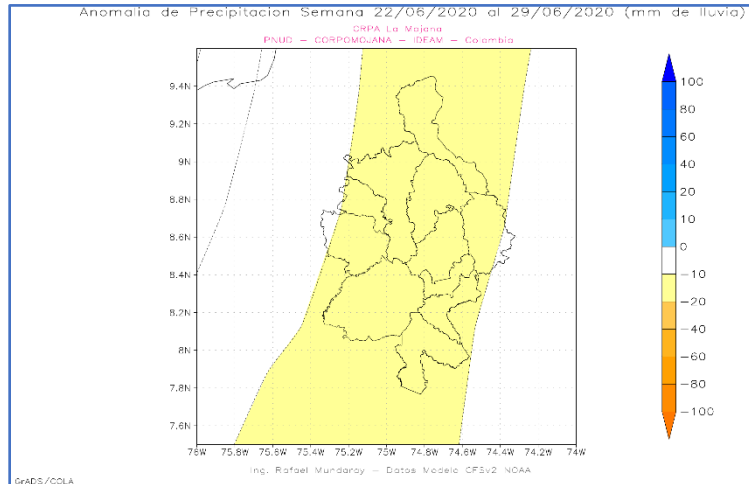 Anomalia de Precipitacion Semana 22/06/2020 al 29/06/2020 (mm de lluvia)
CRPA La Mojana
PNUD – CORPOMOJANA – IDEAM – Colombia
9.4N
9.2N
9N
8.8N
8.6N
8.4N
8.2N
8N
7.8N
7.6N
76W 75.8W 75.6W 75.4W 75.2W 75W 74.8W 74.6W 74.4W 74.2W 74W
100
80
60
40
20
10
0
−10
−20
−40
−60
−80
−100
Ing. Rafael Mundaray – Datos Modelo CFSv2 NOAA
GrADS/COLA